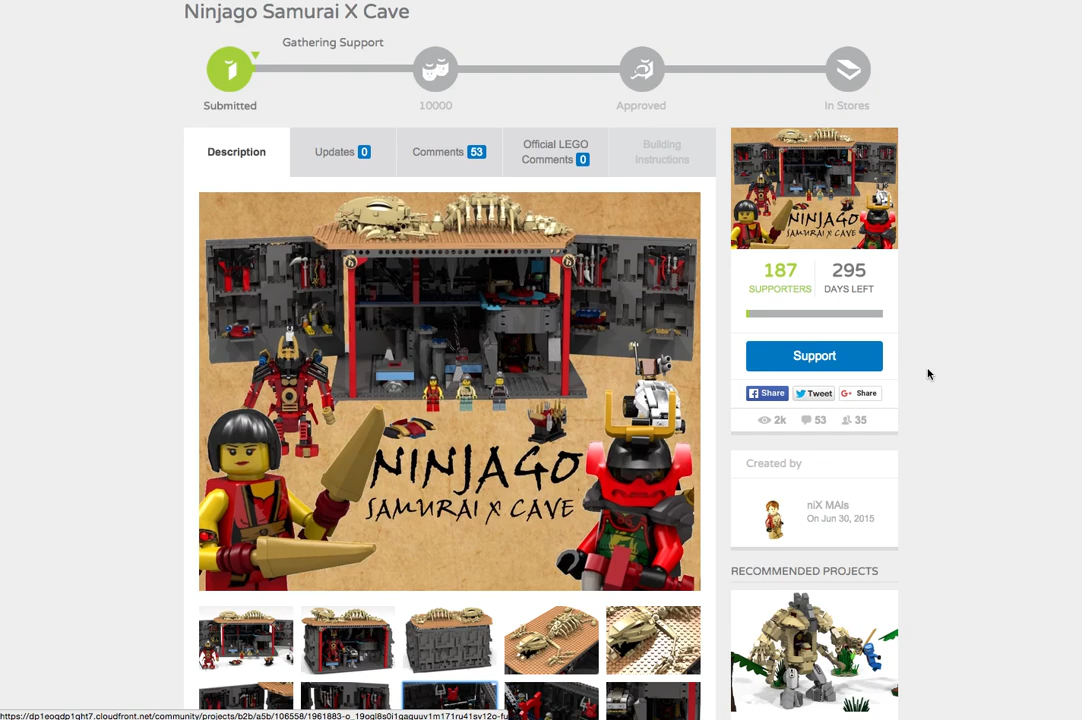 Ninjago Samurai X Cave
Gathering Support
Submitted
10000
Approved
In Stores
Description
Updates 0
Comments 53
Official LEGO
Comments 0
Building
Instructions
NINJAGO
SAMURAI X CAVE
NINJAGO
SAMURAI X CAVE
187
SUPPORTERS
295
DAYS LEFT
Support
Share
Tweet
G+ Share
2k
53
35
Created by
niX MAls
On Jun 30, 2015
RECOMMENDED PROJECTS